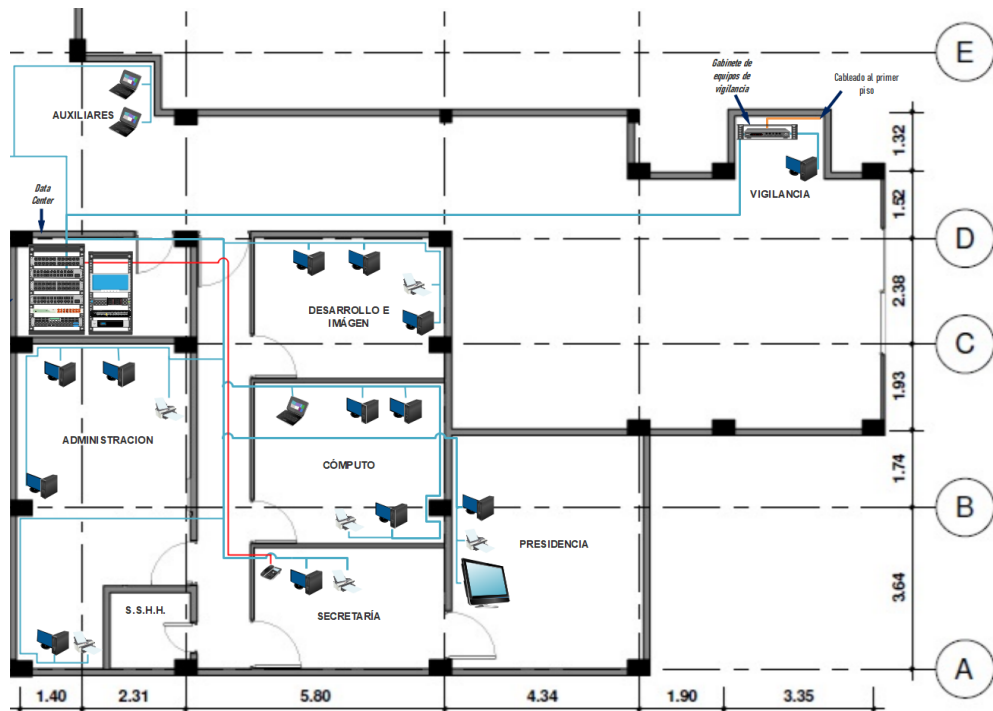 E
Gabinete de
equipos de
vigilancia
Cableado al primer
piso
AUXILIARES
1.32
VIGILANCIA
Data
Center
1.52
D
DESARROLLO E
IMÁGEN
2.38
C
1.93
ADMINISTRACION
CÓMPUTO
1.74
B
PRESIDENCIA
3.64
S.S.H.H.
SECRETARÍA
A
1.40
2.31
5.80
4.34
1.90
3.35